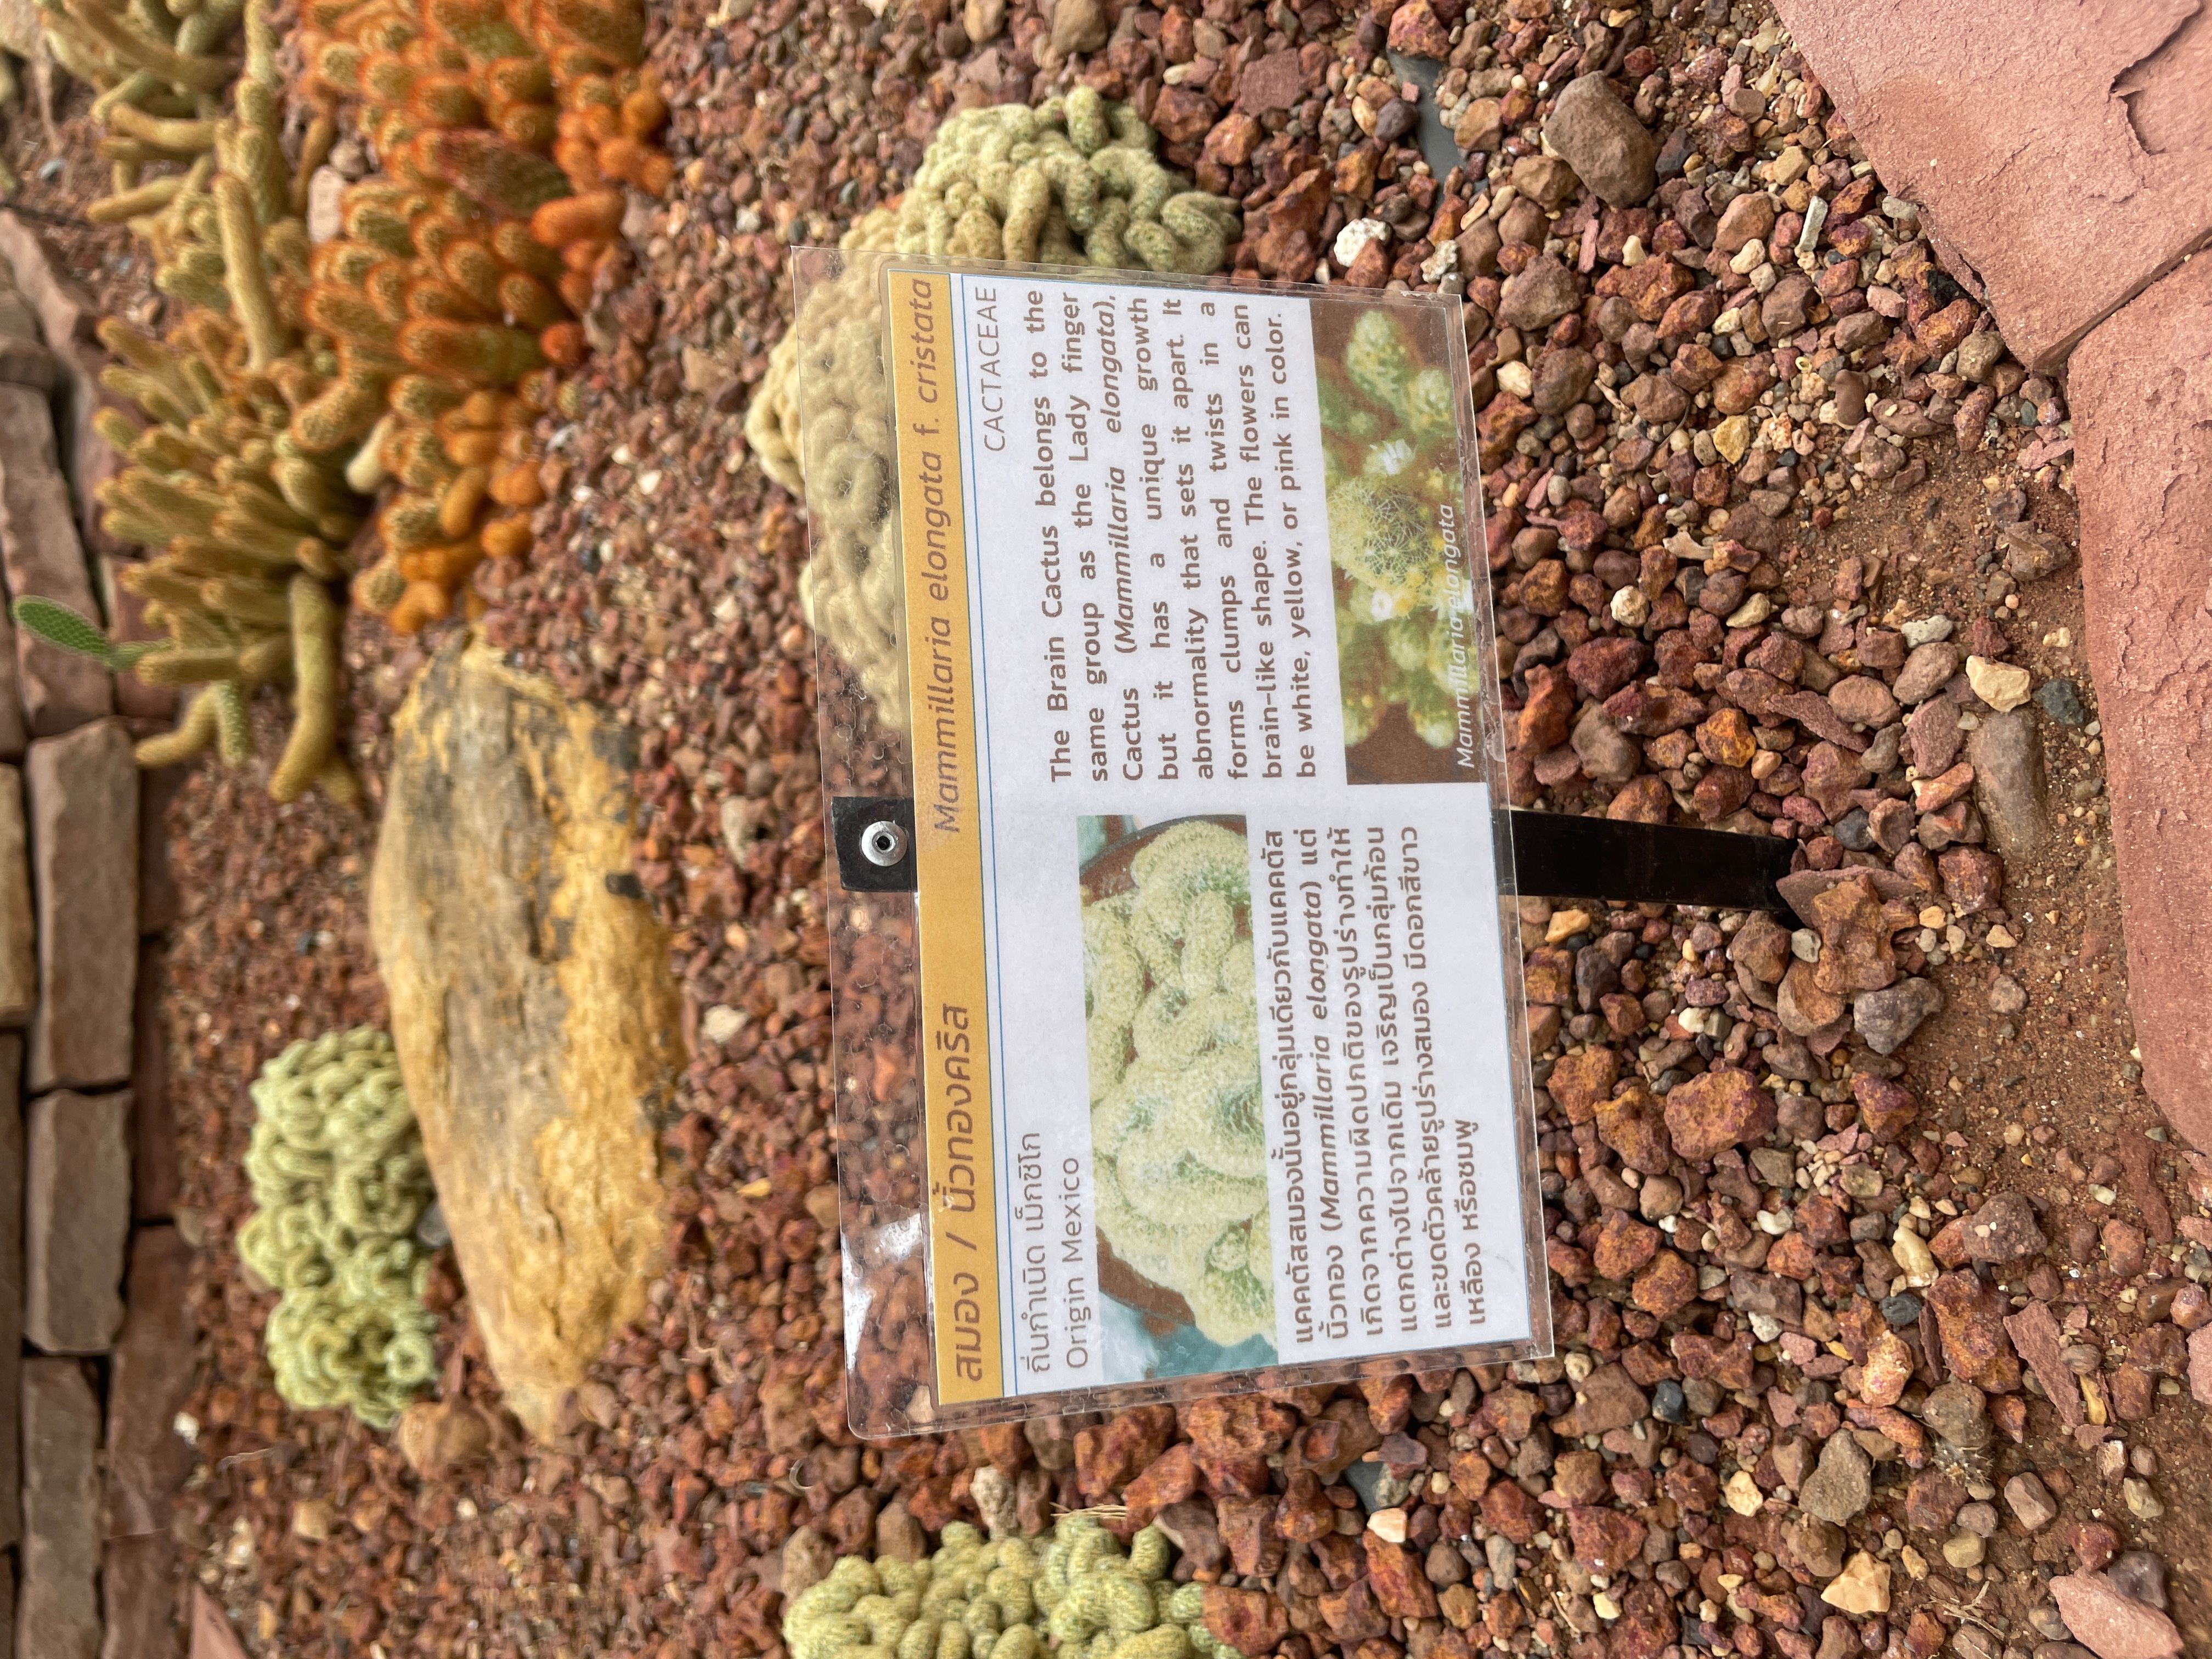 สมอง / นิ้วทองคริส
Mammillaria elongata f. cristata
CACTACEAE
ถิ่นกำเนิด เม็กซิโก
Origin Mexico
แคคตัสสมองนั้นอยู่กลุ่มเดียวกับแคคตัส
นิ้วทอง (Mammillaria elongata) แต่
เกิดจากความผิดปกติของรูปร่างทำให้
แตกต่างไปจากเดิม เจริญเป็นกลุ่มก้อน
และขดตัวคล้ายรูปร่างสมอง มีดอกสีขาว
เหลือง หรือชมพู
The Brain Cactus belongs to the
same group as the Lady finger
Cactus (Mammillaria elongata),
but it has a unique growth
abnormality that sets it apart. It
forms clumps and twists in a
brain-like shape. The flowers can
be white, yellow, or pink in color.
Mammillaria elongata